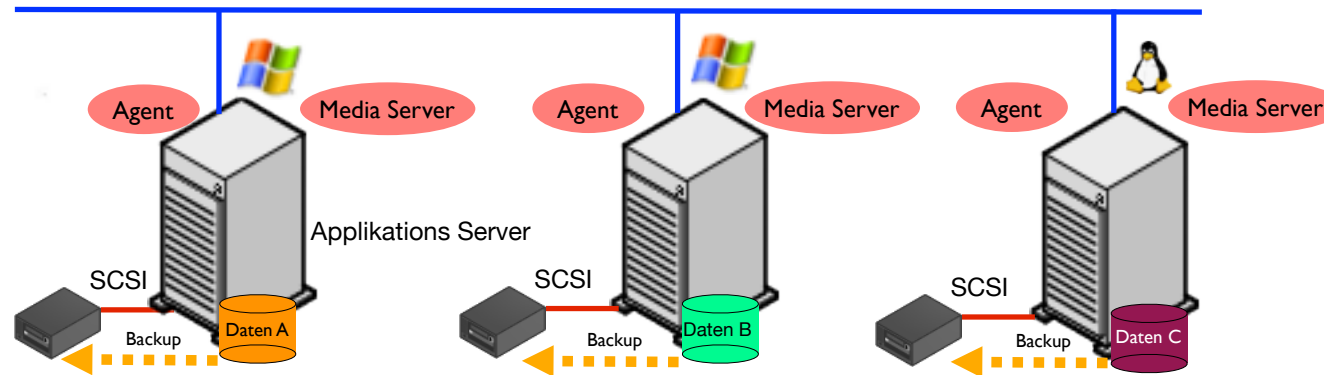 Agent
Media Server
Agent
Media Server
Agent
Media Server
Applikations Server
SCSI
SCSI
SCSI
Daten A
Daten B
Daten C
Backup
Backup
Backup